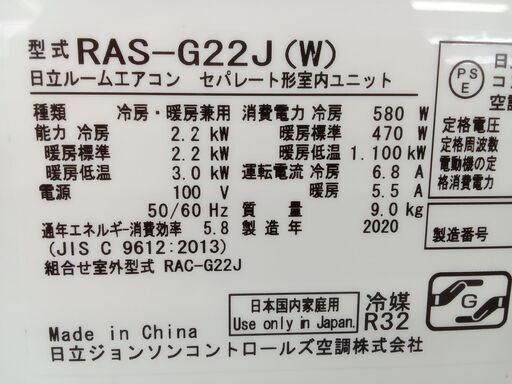 型式 RAS-G22J(W)
日立ルームエアコン セパレート形室内ユニット
種類 冷房・暖房兼用 消費電力 冷房 580 W
能力 冷房 2.2 kW 暖房標準 470 W
暖房標準 2.2 kW 暖房低温 1.100 kW
暖房低温 3.0 kW 運転電流 冷房 6.8 A
電源 100 V 暖房 5.5 A
50/60 Hz 質量 9.0 kg
通年エネルギー消費効率 5.8 製造年 2020
(JIS C 9612:2013)
組合せ室外型式 RAC-G22J
日本国内家庭用
Use only in Japan.
冷媒
R32
G
Made in China
日立ジョンソンコントロールズ空調株式会社
PS
E
定格電圧
定格周波数
電動機の定
格消費電力
製造番号